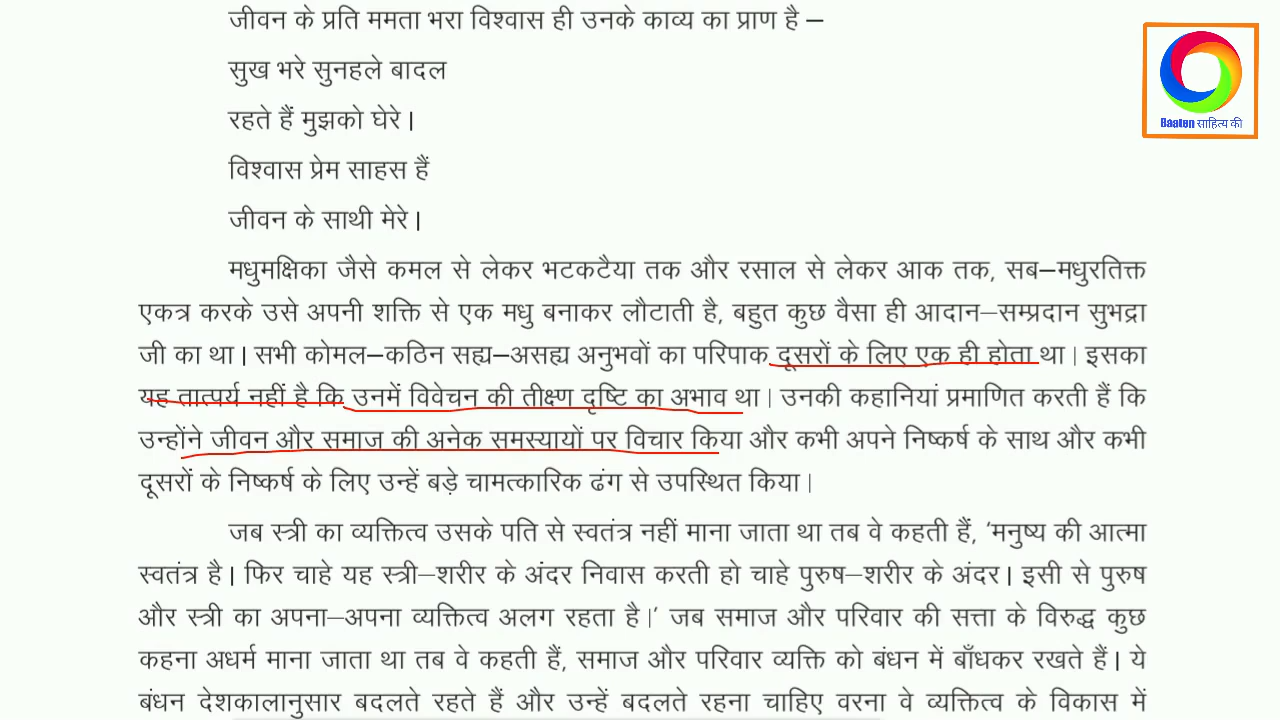 जीवन के प्रति ममता भरा विश्वास ही उनके काव्य का प्राण है –
सुख भरे सुनहले बादल
रहते हैं मुझको घेरे।
विश्वास प्रेम साहस हैं
जीवन के साथी मेरे।
मधुमक्षिका जैसे कमल से लेकर भटकटैया तक और रसाल से लेकर आक तक, सब–मधुरतिक्त
एकत्र करके उसे अपनी शक्ति से एक मधु बनाकर लौटाती है, बहुत कुछ वैसा ही आदान–सम्प्रदान सुभद्रा
जी का था। सभी कोमल–कठिन सह्य–असह्य अनुभवों का परिपाक दूसरों के लिए एक ही होता था। इसका
यह तात्पर्य नहीं है कि उनमें विवेचन की तीक्ष्ण दृष्टि का अभाव था। उनकी कहानियां प्रमाणित करती हैं कि
उन्होंने जीवन और समाज की अनेक समस्यायों पर विचार किया और कभी अपने निष्कर्ष के साथ और कभी
दूसरों के निष्कर्ष के लिए उन्हें बड़े चामत्कारिक ढंग से उपस्थित किया।
जब स्त्री का व्यक्तित्व उसके पति से स्वतंत्र नहीं माना जाता था तब वे कहती हैं, 'मनुष्य की आत्मा
स्वतंत्र है। फिर चाहे यह स्त्री–शरीर के अंदर निवास करती हो चाहे पुरुष–शरीर के अंदर। इसी से पुरुष
और स्त्री का अपना–अपना व्यक्तित्व अलग रहता है।' जब समाज और परिवार की सत्ता के विरुद्ध कुछ
कहना अधर्म माना जाता था तब वे कहती हैं, समाज और परिवार व्यक्ति को बंधन में बाँधकर रखते हैं। ये
बंधन देशकालानुसार बदलते रहते हैं और उन्हें बदलते रहना चाहिए वरना वे व्यक्तित्व के विकास में
Baaten साहित्य की